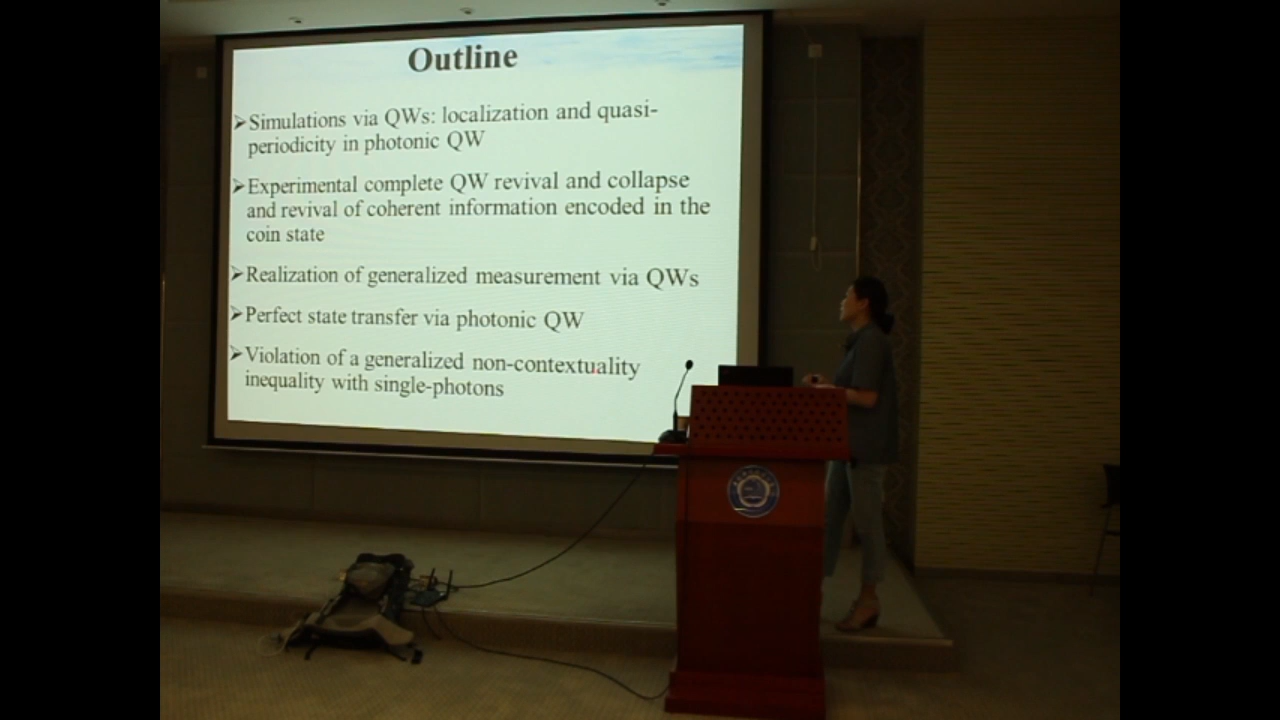 Outline
➢Simulations via QWs: localization and quasi-
periodicity in photonic QW
➢Experimental complete QW revival and collapse
and revival of coherent information encoded in the
coin state
➢Realization of generalized measurement via QWs
➢Perfect state transfer via photonic QW
➢Violation of a generalized non-contextuality
inequality with single-photons